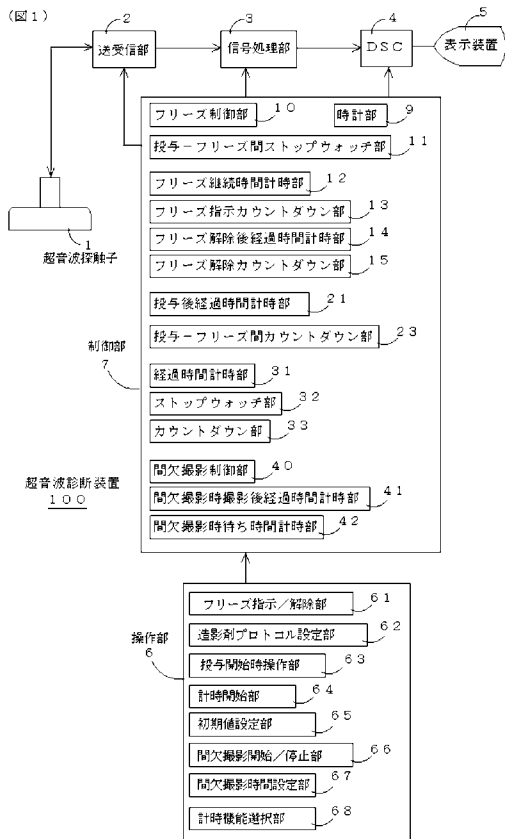 (図1)
2
送受信部
3
信号処理部
4
DSC
5
表示装置
フリーズ制御部
10
時計部
9
投与-フリーズ間ストップウォッチ部
11
フリーズ継続時間計時部
12
フリーズ指示カウントダウン部
13
フリーズ解除後経過時間計時部
14
フリーズ解除カウントダウン部
15
1
超音波探触子
投与後経過時間計時部
21
投与-フリーズ間カウントダウン部
23
制御部
7
経過時間計時部
31
ストップウォッチ部
32
カウントダウン部
33
間欠撮影制御部
40
間欠撮影時撮影後経過時間計時部
41
間欠撮影時待ち時間計時部
42
超音波診断装置
100
操作部
6
フリーズ指示/解除部
61
造影剤プロトコル設定部
62
投与開始時操作部
63
計時開始部
64
初期値設定部
65
間欠撮影開始/停止部
66
間欠撮影時間設定部
67
計時機能選択部
68